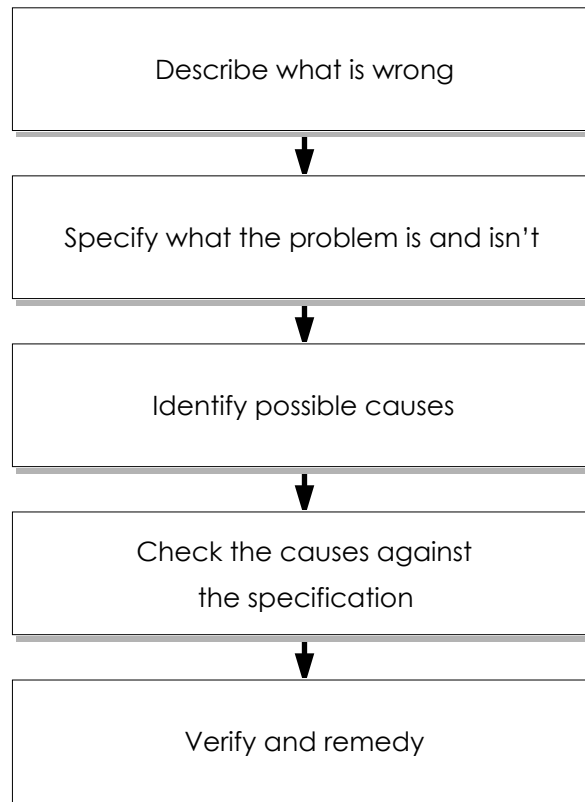 Describe what is wrong
Specify what the problem is and isn’t
Identify possible causes
Check the causes against
the specification
Verify and remedy